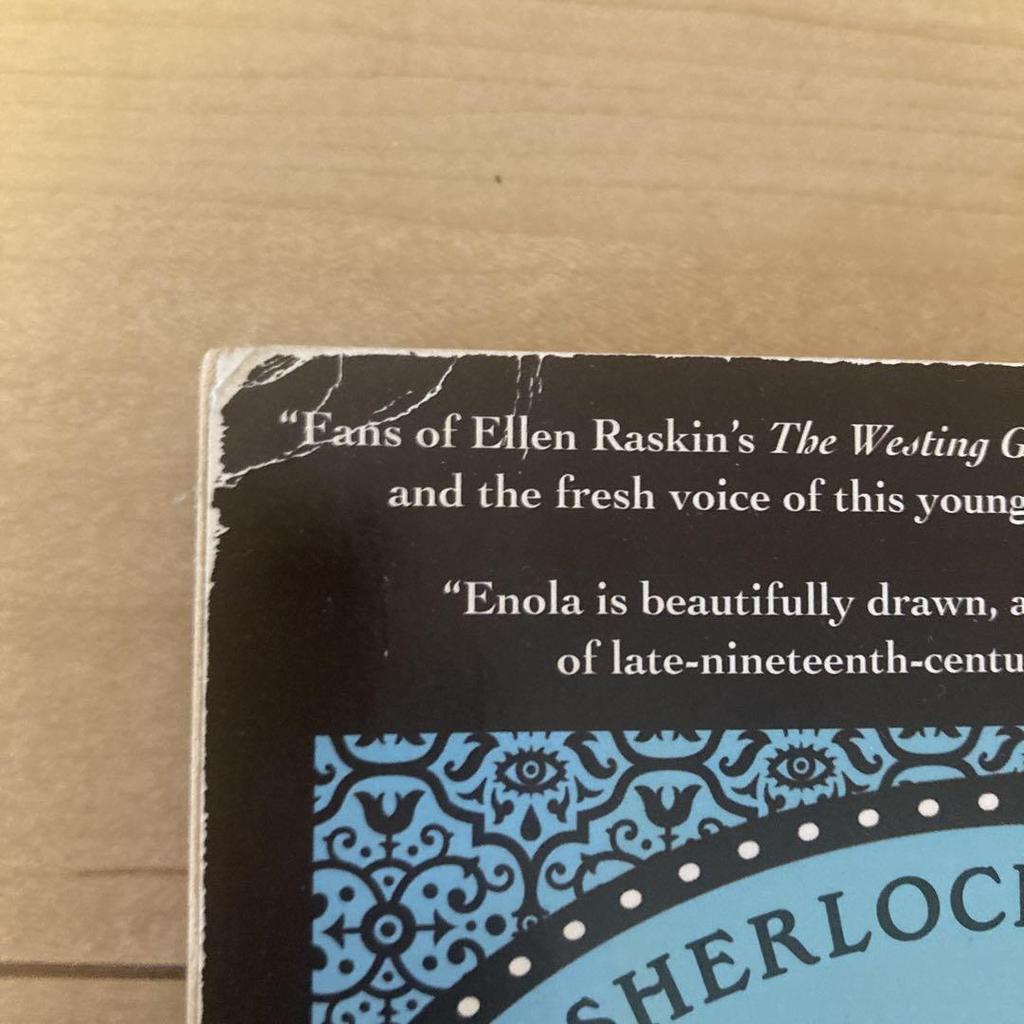 “Fans of Ellen Raskin’s The Westing
and the fresh voice of this young
“Enola is beautifully drawn,
of late-nineteenth-centu
SHERLOC